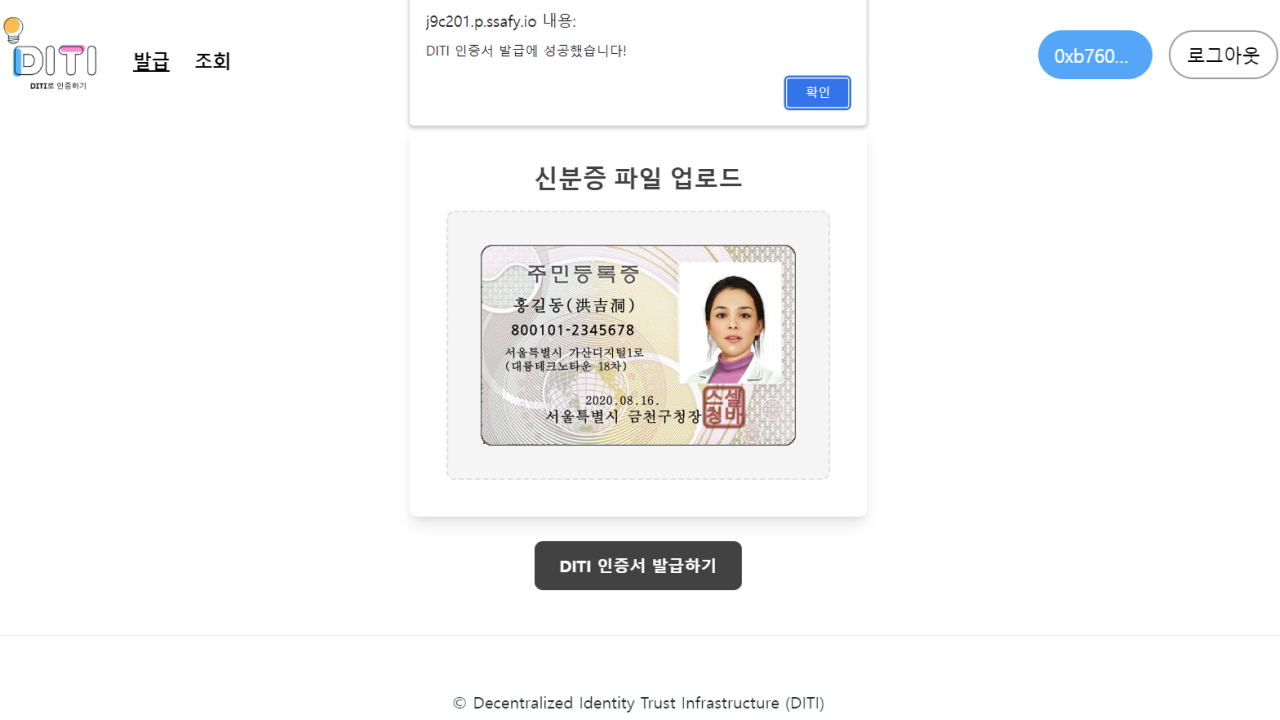 j9c201.p.ssafy.io 내용:
DITI 인증서 발급에 성공했습니다!
확인
DITI
DITI로 인증하기
발급
조회
0xb760...
로그아웃
신분증 파일 업로드
주민등록증
홍길동(洪吉洞)
800101-2345678
서울특별시 가산디지털1로
(대륭테크노타운 18차)
2020.08.16.
서울특별시 금천구청장
스셀
청바
DITI 인증서 발급하기
© Decentralized Identity Trust Infrastructure (DITI)